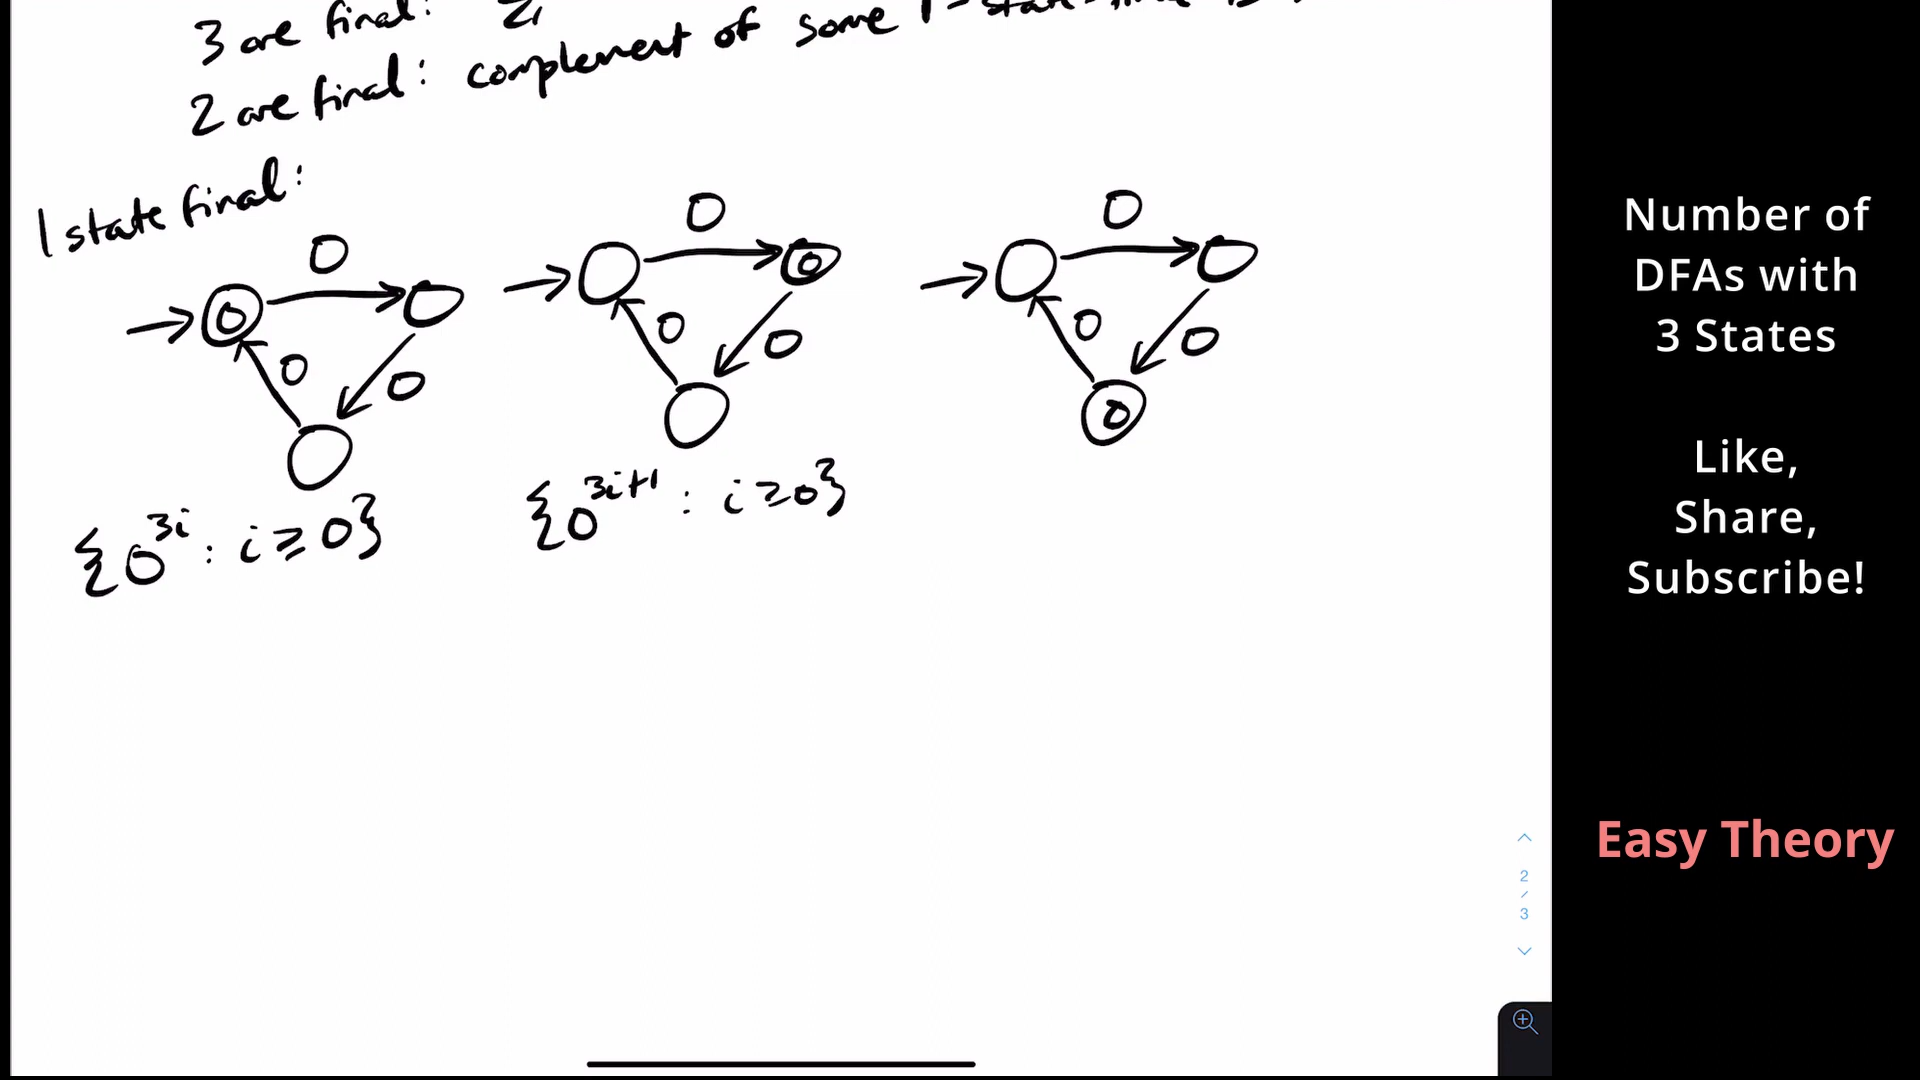 3 are final: Σ
2 are final: complement of some 1-state-
1 state final:
0 0 0
0 0 0 0 0 0
{0^3i : i ≥ 0} {0^3i+1 : i ≥ 0}
Number of
DFAs with
3 States
Like,
Share,
Subscribe!
Easy Theory
2
/
3